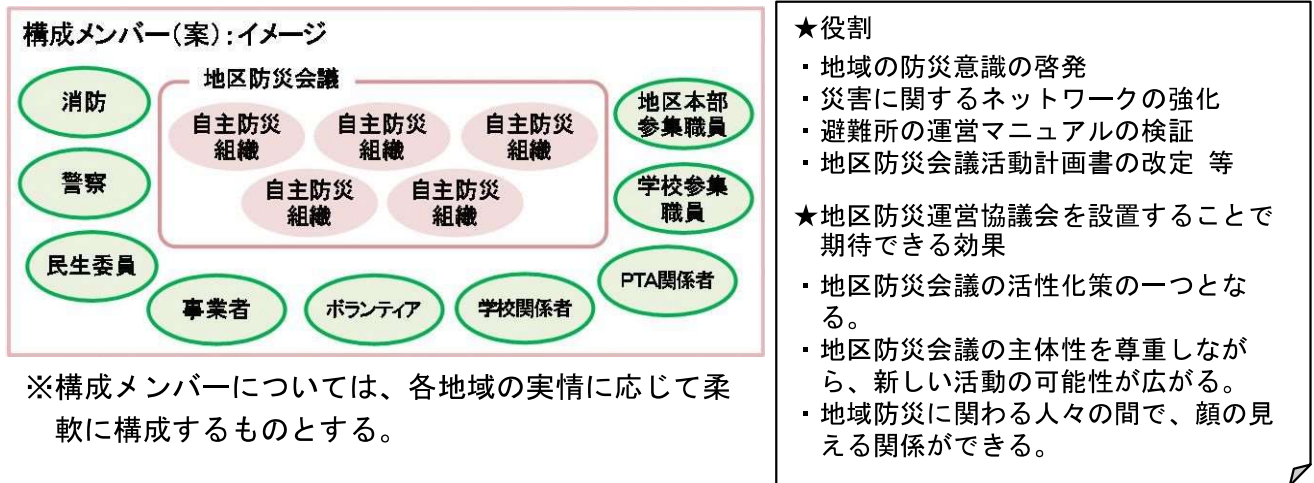 構成メンバー(案):イメージ
消防
警察
民生委員
事業者
ボランティア
学校関係者
PTA関係者
学校参集
職員
地区本部
参集職員
地区防災会議
自主防災
組織
自主防災
組織
自主防災
組織
自主防災
組織
自主防災
組織
※構成メンバーについては、各地域の実情に応じて柔
軟に構成するものとする。
★役割
・地域の防災意識の啓発
・災害に関するネットワークの強化
・避難所の運営マニュアルの検証
・地区防災会議活動計画書の改定 等
★地区防災運営協議会を設置することで
期待できる効果
・地区防災会議の活性化策の一つとな
る。
・地区防災会議の主体性を尊重しなが
ら、新しい活動の可能性が広がる。
・地域防災に関わる人々の間で、顔の見
える関係ができる。